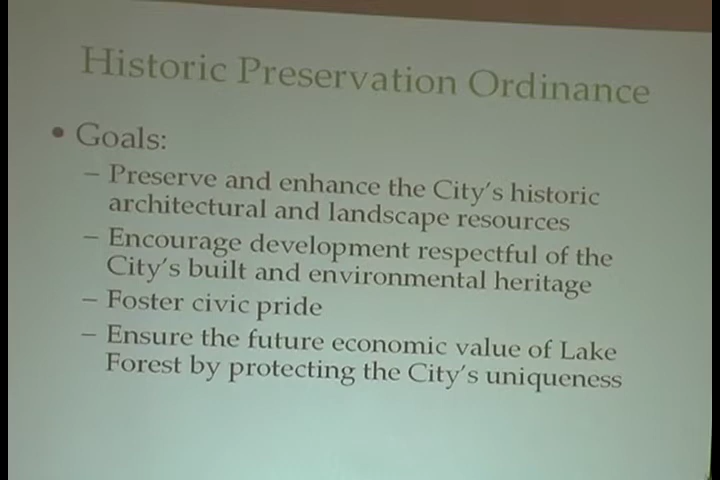 Historic Preservation Ordinance
• Goals:
– Preserve and enhance the City's historic
architectural and landscape resources
– Encourage development respectful of the
City's built and environmental heritage
– Foster civic pride
– Ensure the future economic value of Lake
Forest by protecting the City's uniqueness